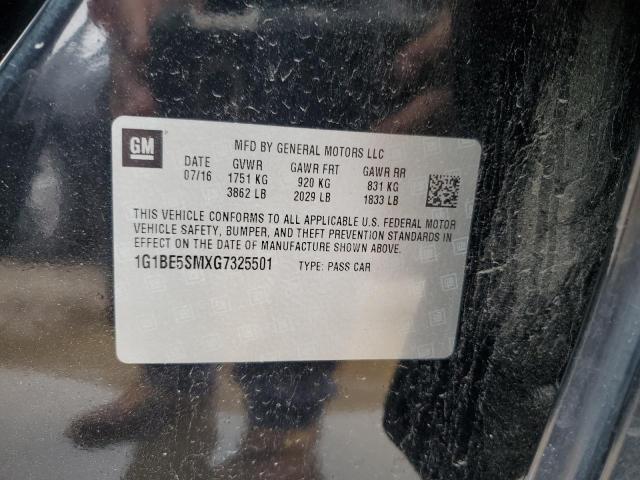 GM
MFD BY GENERAL MOTORS LLC
DATE GVWR GAWR FRT GAWR RR
07/16 1751 KG 920 KG 831 KG
3862 LB 2029 LB 1833 LB
THIS VEHICLE CONFORMS TO ALL APPLICABLE U.S. FEDERAL MOTOR
VEHICLE SAFETY, BUMPER, AND THEFT PREVENTION STANDARDS
IN EFFECT ON THE DATE OF MANUFACTURE SHOWN ABOVE.
1G1BE5SMXG7325501 TYPE: PASS CAR